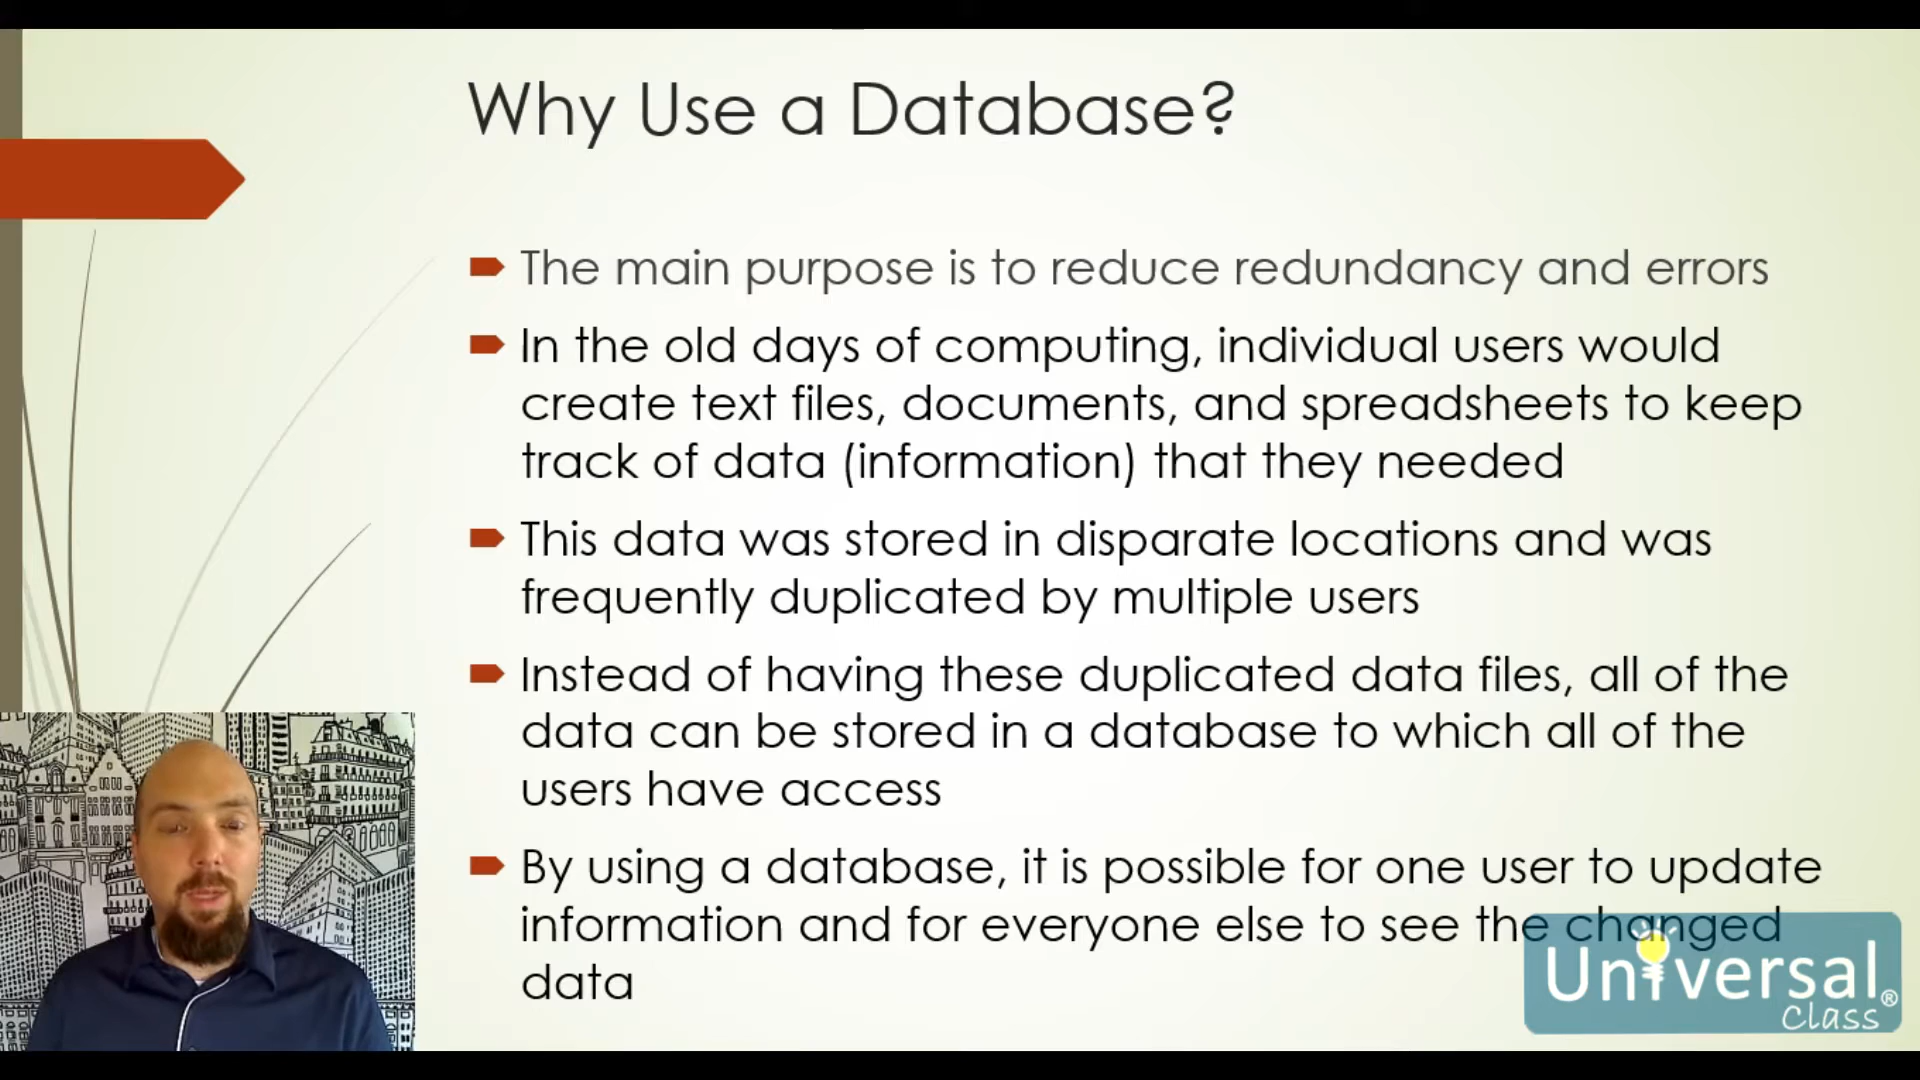 Why Use a Database?
The main purpose is to reduce redundancy and errors
In the old days of computing, individual users would
create text files, documents, and spreadsheets to keep
track of data (information) that they needed
This data was stored in disparate locations and was
frequently duplicated by multiple users
Instead of having these duplicated data files, all of the
data can be stored in a database to which all of the
users have access
By using a database, it is possible for one user to update
information and for everyone else to see the changed
data
Universal®
Class